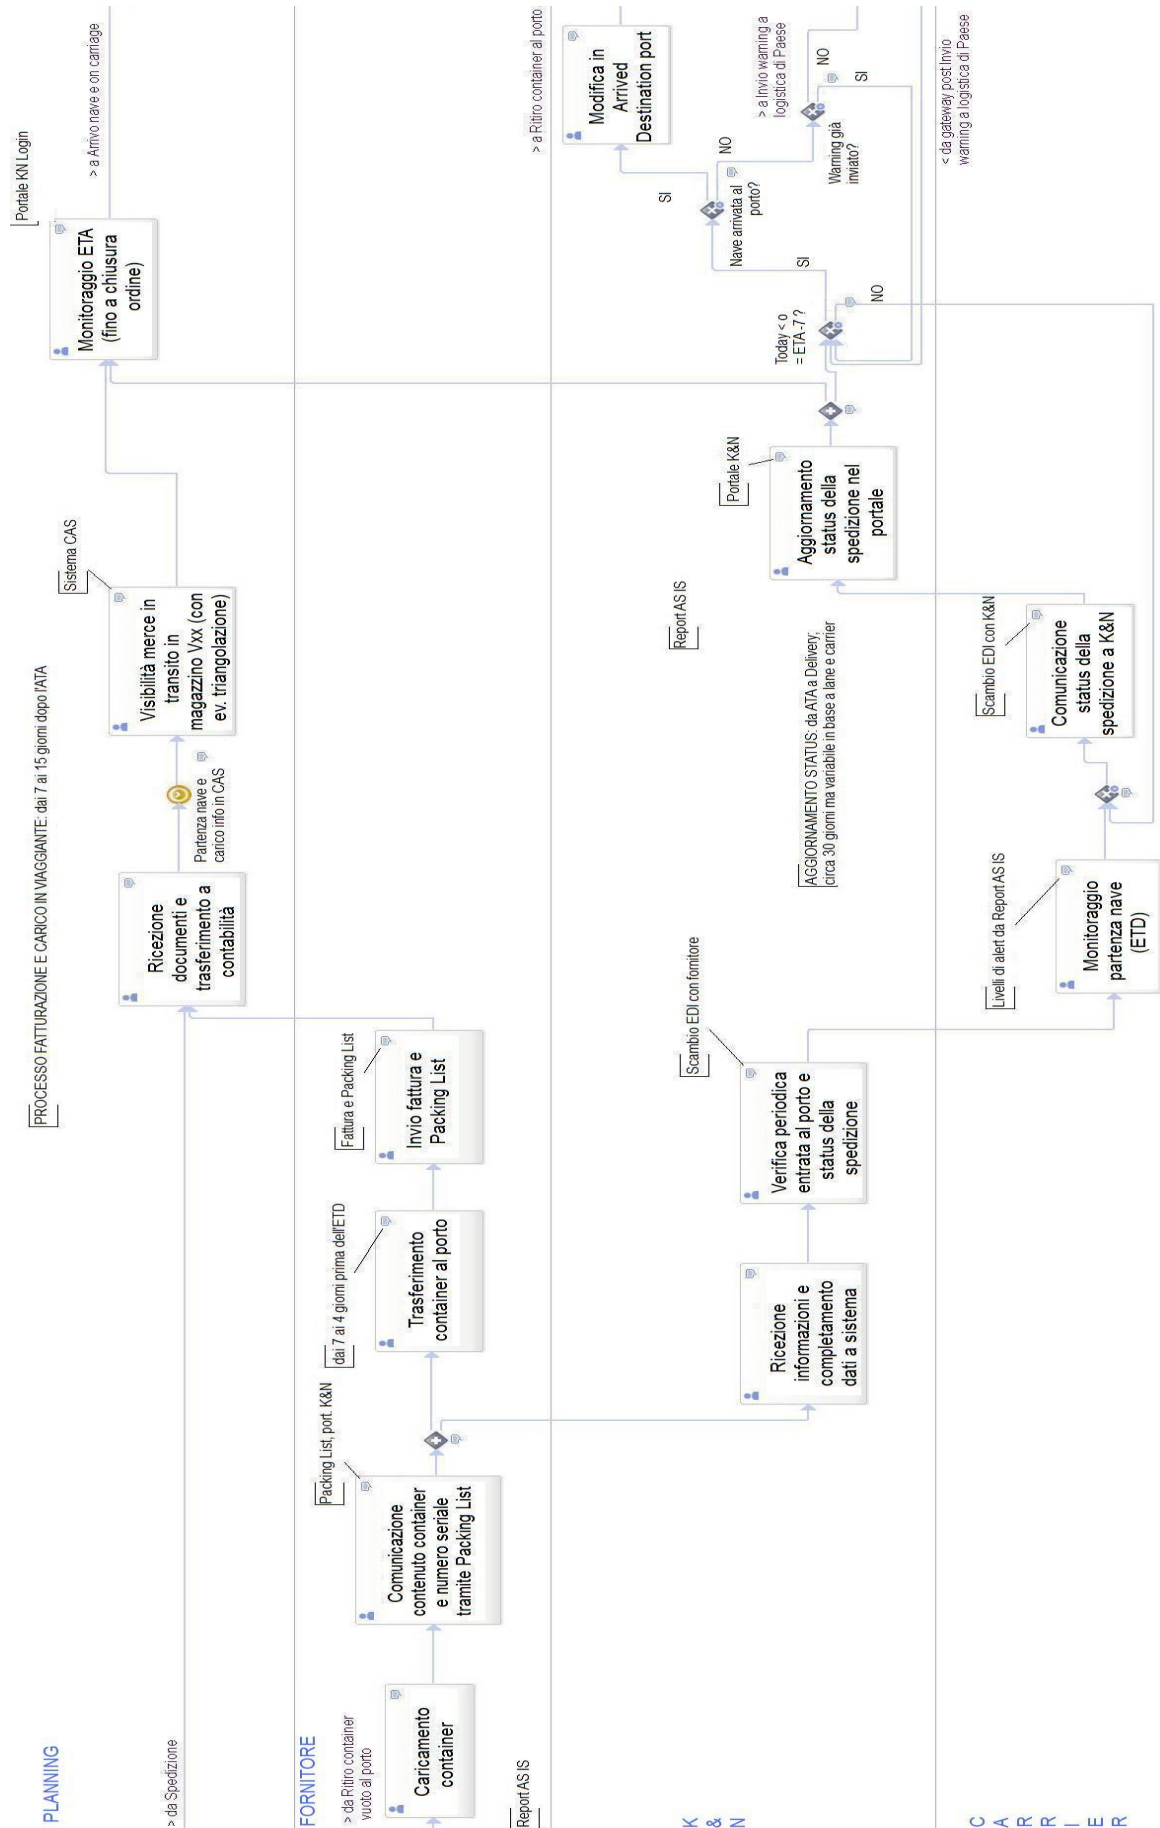 PLANNING
PROCESSO FATTURAZIONE E CARICO IN VIAGGIANTE: dai 7 ai 15 giorni dopo l'ATA
> da Spedizione
Ricezione
documenti e
trasferimento a
contabilità
Partenza nave e
carico info in CAS
Sistema CAS
Visibilità merce in
transito in
magazzino Vxx (con
ev. triangolazione)
Portale KN Login
Monitoraggio ETA
(fino a chiusura
ordine)
> a Arrivo nave e on carriage
FORNITORE
> da Ritiro container
vuoto al porto
Caricamento
container
Packing List, port. K&N
Comunicazione
contenuto container
e numero seriale
tramite Packing List
dai 7 ai 4 giorni prima dell'ETD
Trasferimento
container al porto
Fattura e Packing List
Invio fattura e
Packing List
> a Ritiro container al porto
Report AS IS
K
&
N
Ricezione
informazioni e
completamento
dati a sistema
Scambio EDI con fornitore
Verifica periodica
entrata al porto e
status della
spedizione
Report AS IS
AGGIORNAMENTO STATUS: da ATA a Delivery;
circa 30 giorni ma variabile in base a lane e carrier
Portale K&N
Aggiornamento
status della
spedizione nel
portale
Today < o
= ETA-7 ?
SI
NO
Nave arrivata al
porto?
SI
NO
Modifica in
Arrived
Destination port
Warning già
inviato?
NO
SI
> a Invio warning a
logistica di Paese
C
A
R
R
I
E
R
Livelli di alert da Report AS IS
Monitoraggio
partenza nave
(ETD)
Scambio EDI con K&N
Comunicazione
status della
spedizione a K&N
< da gateway post Invio
warning a logistica di Paese